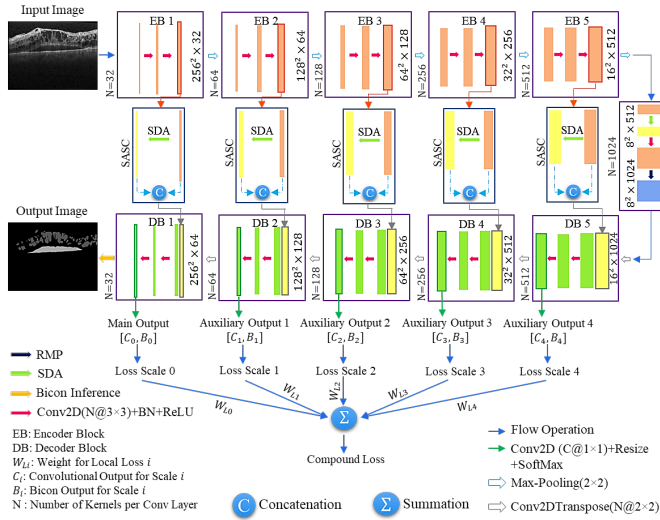 Input Image
EB 1
EB 2
EB 3
EB 4
EB 5
N=32
256² × 32
N=64
128² × 64
N=128
64² × 128
N=256
32² × 256
N=512
16² × 512
SASC
SDA
C
SASC
SDA
C
SASC
SDA
C
SASC
SDA
C
SASC
SDA
C
N=1024
8² × 512
8² × 1024
Output Image
DB 1
DB 2
DB 3
DB 4
DB 5
N=32
256² × 64
N=64
128² × 128
N=128
64² × 256
N=256
32² × 512
N=512
16² × 1024
Main Output
[C₀, B₀]
Auxiliary Output 1
[C₁, B₁]
Auxiliary Output 2
[C₂, B₂]
Auxiliary Output 3
[C₃, B₃]
Auxiliary Output 4
[C₄, B₄]
Loss Scale 0
Loss Scale 1
Loss Scale 2
Loss Scale 3
Loss Scale 4
W_L0
W_L1
W_L2
W_L3
W_L4
Σ
Compound Loss
RMP
SDA
Bicon Inference
Conv2D(N@3×3)+BN+ReLU
EB: Encoder Block
DB: Decoder Block
W_Li: Weight for Local Loss i
C_i: Convolutional Output for Scale i
B_i: Bicon Output for Scale i
N : Number of Kernels per Conv Layer
C Concatenation
Σ Summation
Flow Operation
Conv2D (C@1×1)+Resize
+SoftMax
Max-Pooling(2×2)
Conv2DTranspose(N@2×2)